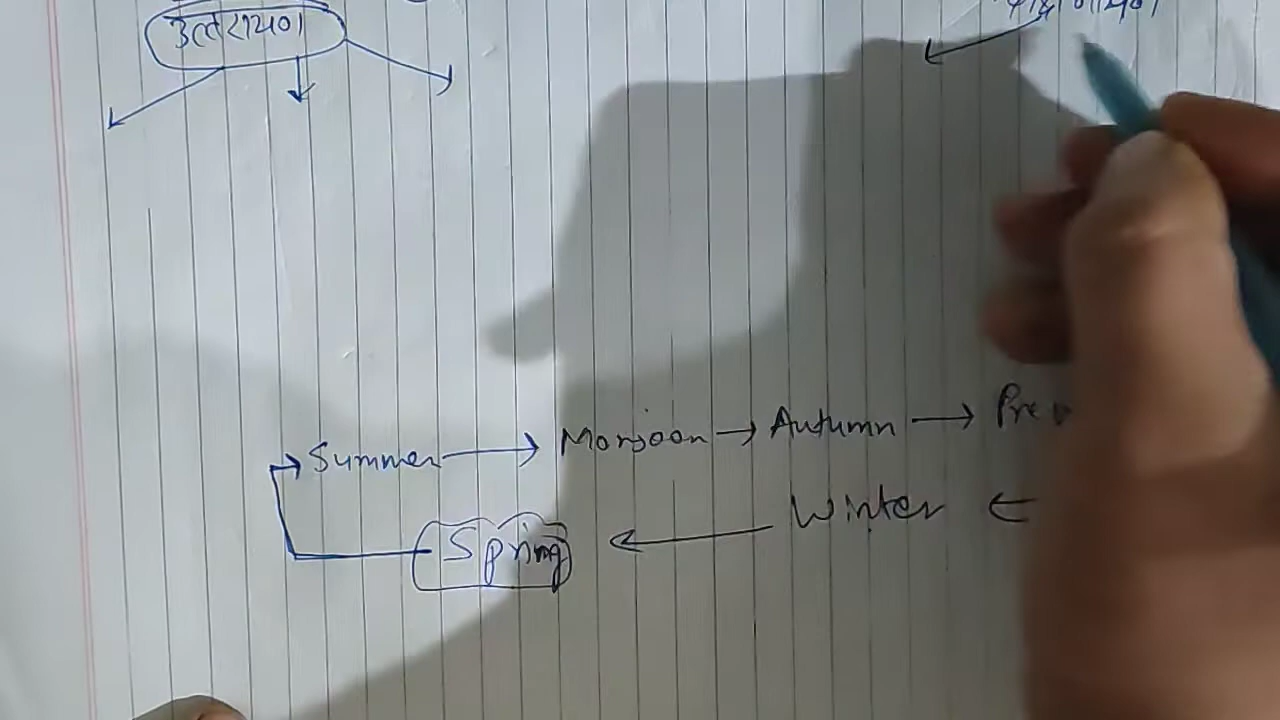 उत्तरायण
Summer → Monsoon → Autumn → Pre
Spring ← Winter ←